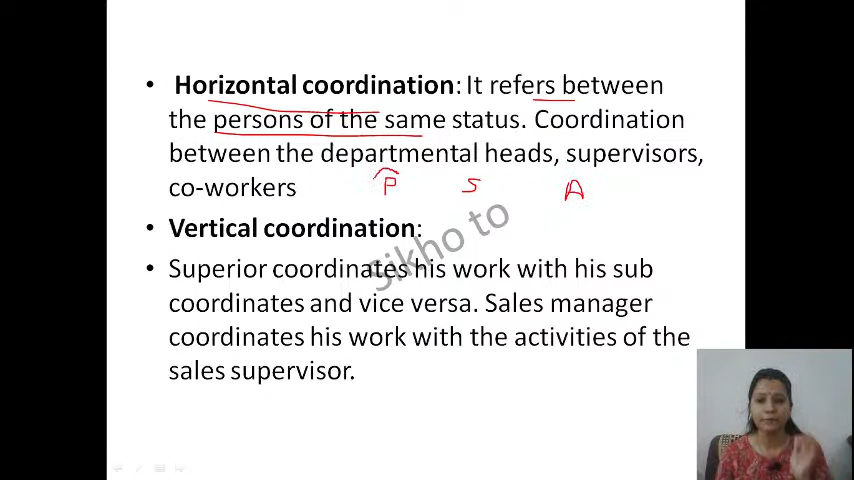 • Horizontal coordination: It refers between
the persons of the same status. Coordination
between the departmental heads, supervisors,
co-workers
P S A
• Vertical coordination:
Sikho to
• Superior coordinates his work with his sub
coordinates and vice versa. Sales manager
coordinates his work with the activities of the
sales supervisor.